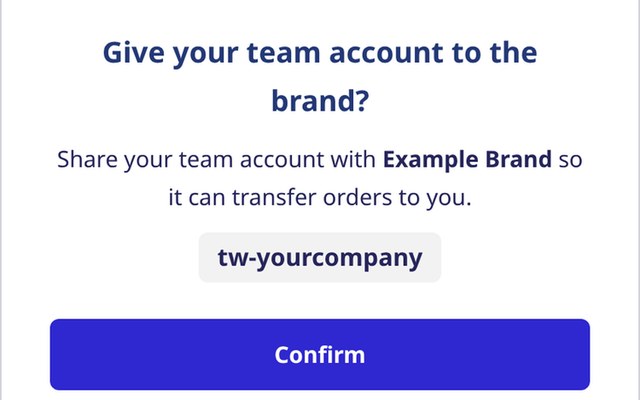 Give your team account to the
brand?
Share your team account with Example Brand so
it can transfer orders to you.
tw-yourcompany
Confirm